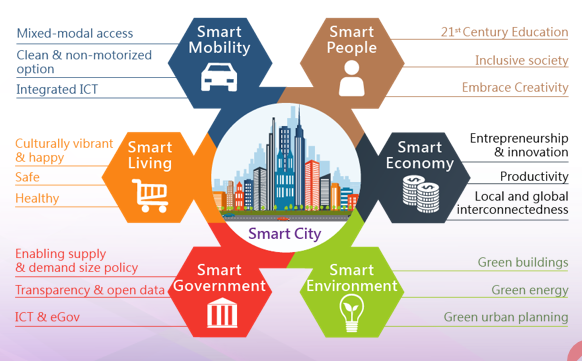 Mixed-modal access
Clean & non-motorized
option
Integrated ICT
Smart
Mobility
Smart
People
21st Century Education
Inclusive society
Embrace Creativity
Culturally vibrant
& happy
Safe
Healthy
Smart
Living
Smart City
Smart
Economy
Entrepreneurship
& innovation
Productivity
Local and global
interconnectedness
Enabling supply
& demand size policy
Transparency & open data
ICT & eGov
Smart
Government
Smart
Environment
Green buildings
Green energy
Green urban planning